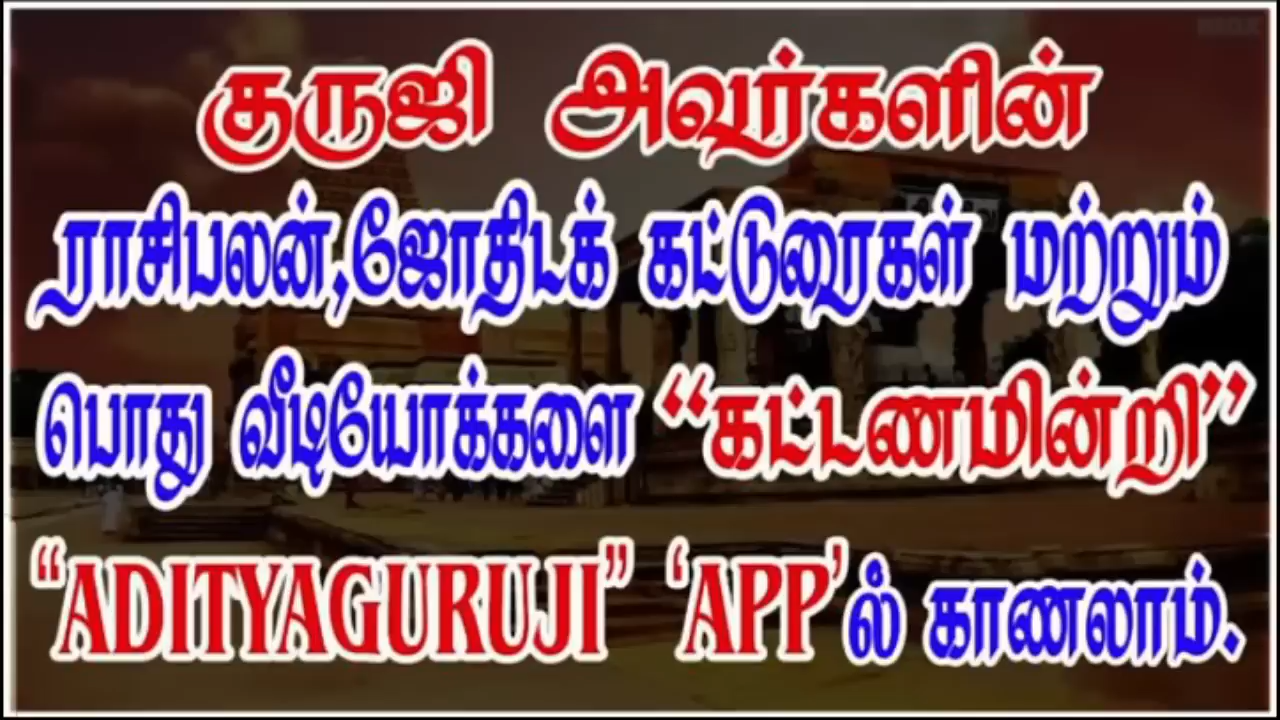 குருஜி அவர்களின்
ராசிபலன்,ஜோதிடக் கட்டுரைகள் மற்றும்
பொது வீடியோக்களை “கட்டணமின்றி”
“ADITYAGURUJI” ‘APP’ல் காணலாம்.